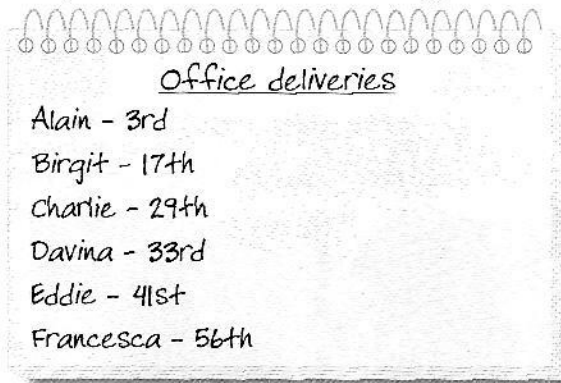 Office deliveries
Alain - 3rd
Birgit - 17th
Charlie - 29th
Davina - 33rd
Eddie - 41st
Francesca - 56th